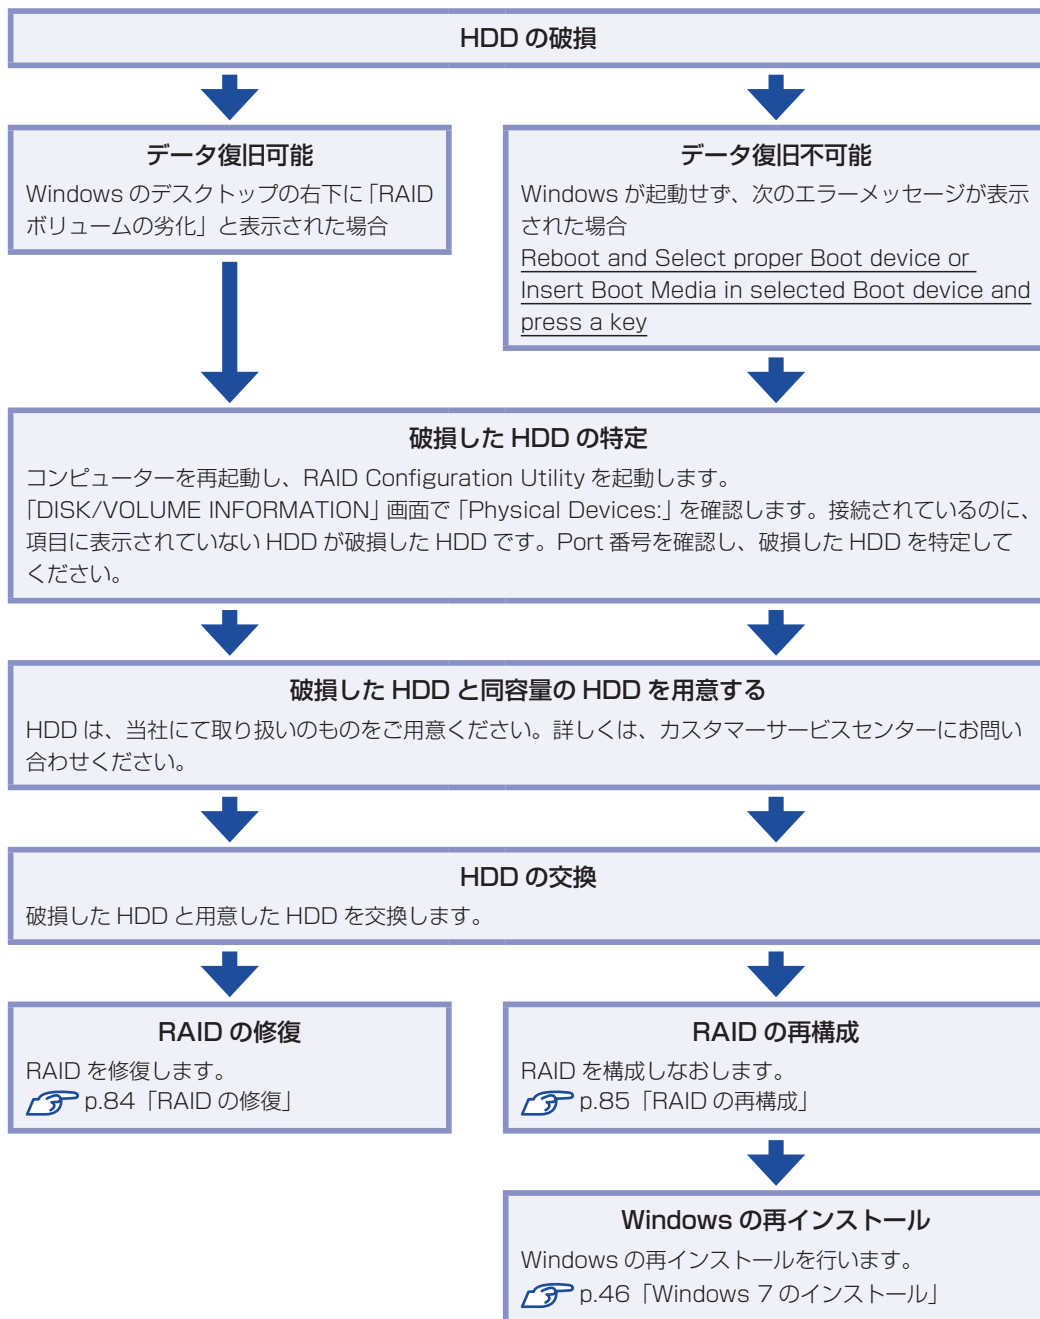 HDD の破損
データ復旧可能
Windows のデスクトップの右下に「RAID
ボリュームの劣化」と表示された場合
データ復旧不可能
Windows が起動せず、次のエラーメッセージが表示
された場合
Reboot and Select proper Boot device or
Insert Boot Media in selected Boot device and
press a key
破損した HDD の特定
コンピューターを再起動し、RAID Configuration Utility を起動します。
「DISK/VOLUME INFORMATION」画面で「Physical Devices:」を確認します。接続されているのに、
項目に表示されていない HDD が破損した HDD です。Port 番号を確認し、破損した HDD を特定して
ください。
破損した HDD と同容量の HDD を用意する
HDD は、当社にて取り扱いのものをご用意ください。詳しくは、カスタマーサービスセンターにお問い
合わせください。
HDD の交換
破損した HDD と用意した HDD を交換します。
RAID の修復
RAID を修復します。
p.84「RAID の修復」
RAID の再構成
RAID を構成しなおします。
p.85「RAID の再構成」
Windows の再インストール
Windows の再インストールを行います。
p.46「Windows 7 のインストール」